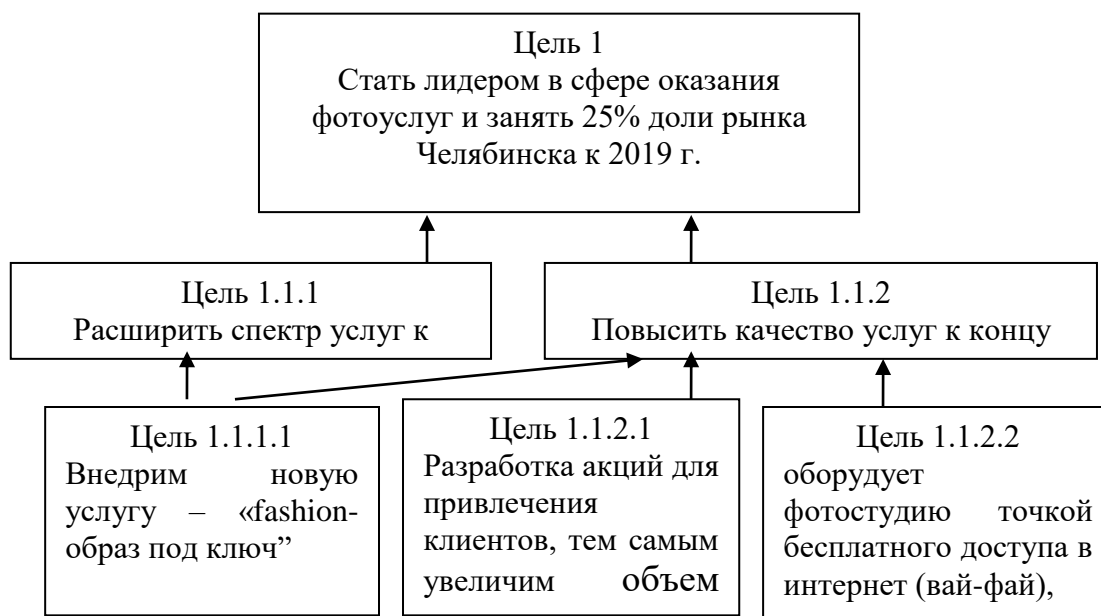 Цель 1
Стать лидером в сфере оказания
фотоуслуг и занять 25% доли рынка
Челябинска к 2019 г.
Цель 1.1.1
Расширить спектр услуг к
Цель 1.1.2
Повысить качество услуг к концу
Цель 1.1.1.1
Внедрим новую
услугу – «fashion-
образ под ключ”
Цель 1.1.2.1
Разработка акций для
привлечения
клиентов, тем самым
увеличим объем
Цель 1.1.2.2
оборудует
фотостудию точкой
бесплатного доступа в
интернет (вай-фай),